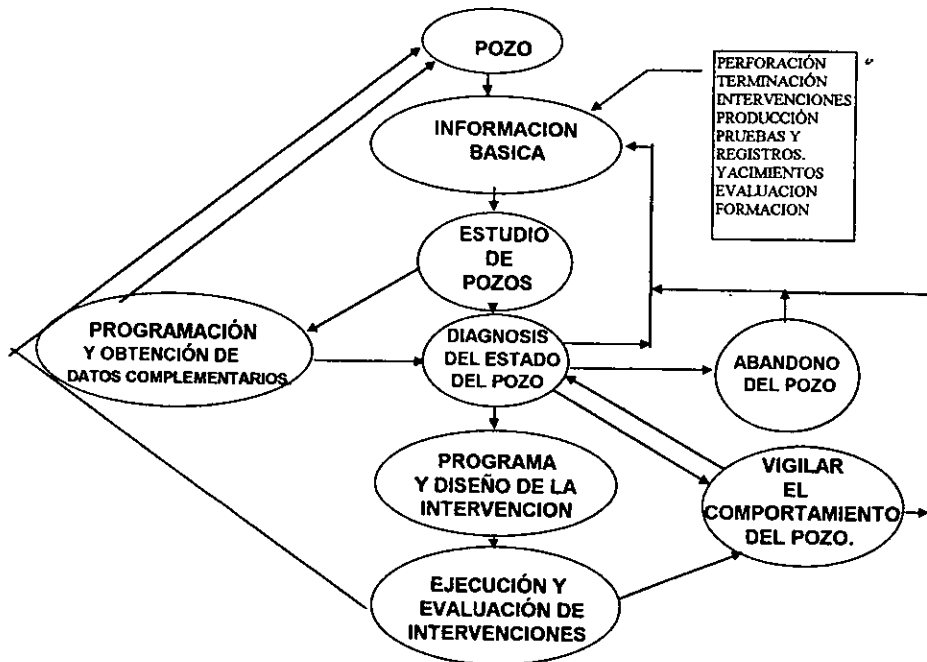 POZO
INFORMACION
BASICA
PERFORACIÓN
TERMINACIÓN
INTERVENCIONES
PRODUCCIÓN
PRUEBAS Y
REGISTROS.
YACIMIENTOS
EVALUACION
FORMACION
ESTUDIO
DE
POZOS
PROGRAMACIÓN
Y OBTENCIÓN DE
DATOS COMPLEMENTARIOS.
DIAGNOSIS
DEL ESTADO
DEL POZO
ABANDONO
DEL POZO
PROGRAMA
Y DISEÑO DE LA
INTERVENCION
VIGILAR
EL
COMPORTAMIENTO
DEL POZO.
EJECUCIÓN Y
EVALUACIÓN DE
INTERVENCIONES